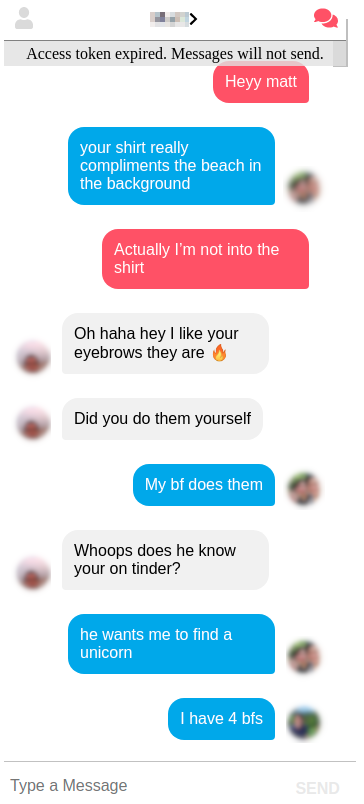 Access token expired. Messages will not send.
Heyy matt
your shirt really
compliments the beach in
the background
Actually I’m not into the
shirt
Oh haha hey I like your
eyebrows they are 🔥
Did you do them yourself
My bf does them
Whoops does he know
your on tinder?
he wants me to find a
unicorn
I have 4 bfs
Type a Message
SEND